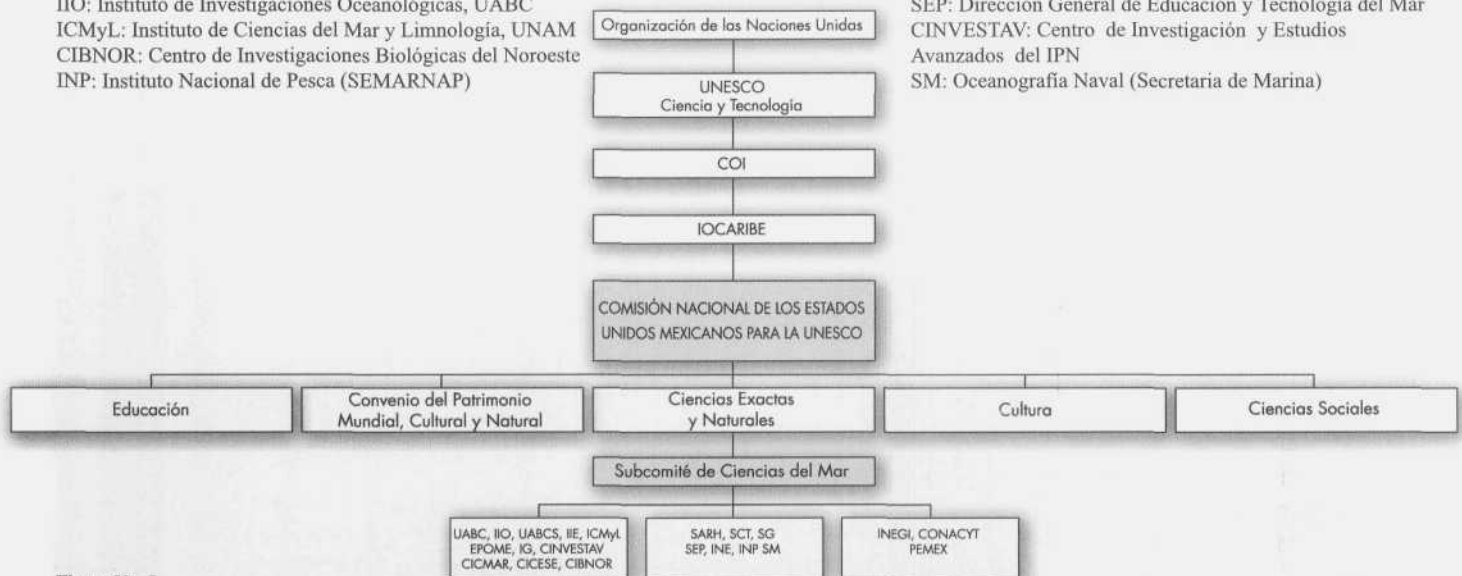 IIO: Instituto de Investigaciones Oceanológicas, UABC
ICMyL: Instituto de Ciencias del Mar y Limnología, UNAM
CIBNOR: Centro de Investigaciones Biológicas del Noroeste
INP: Instituto Nacional de Pesca (SEMARNAP)
SEP: Dirección General de Educación y Tecnología del Mar
CINVESTAV: Centro de Investigación y Estudios
Avanzados del IPN
SM: Oceanografía Naval (Secretaria de Marina)
Organización de las Naciones Unidas
UNESCO
Ciencia y Tecnología
COI
IOCARIBE
COMISIÓN NACIONAL DE LOS ESTADOS
UNIDOS MEXICANOS PARA LA UNESCO
Educación
Convenio del Patrimonio
Mundial, Cultural y Natural
Ciencias Exactas
y Naturales
Cultura
Ciencias Sociales
Subcomité de Ciencias del Mar
UABC, IIO, UABCS, IIE, ICMyL
EPOME, IG, CINVESTAV
CICMAR, CICESE, CIBNOR
SARH, SCT, SG
SEP, INE, INP SM
INEGI, CONACYT
PEMEX